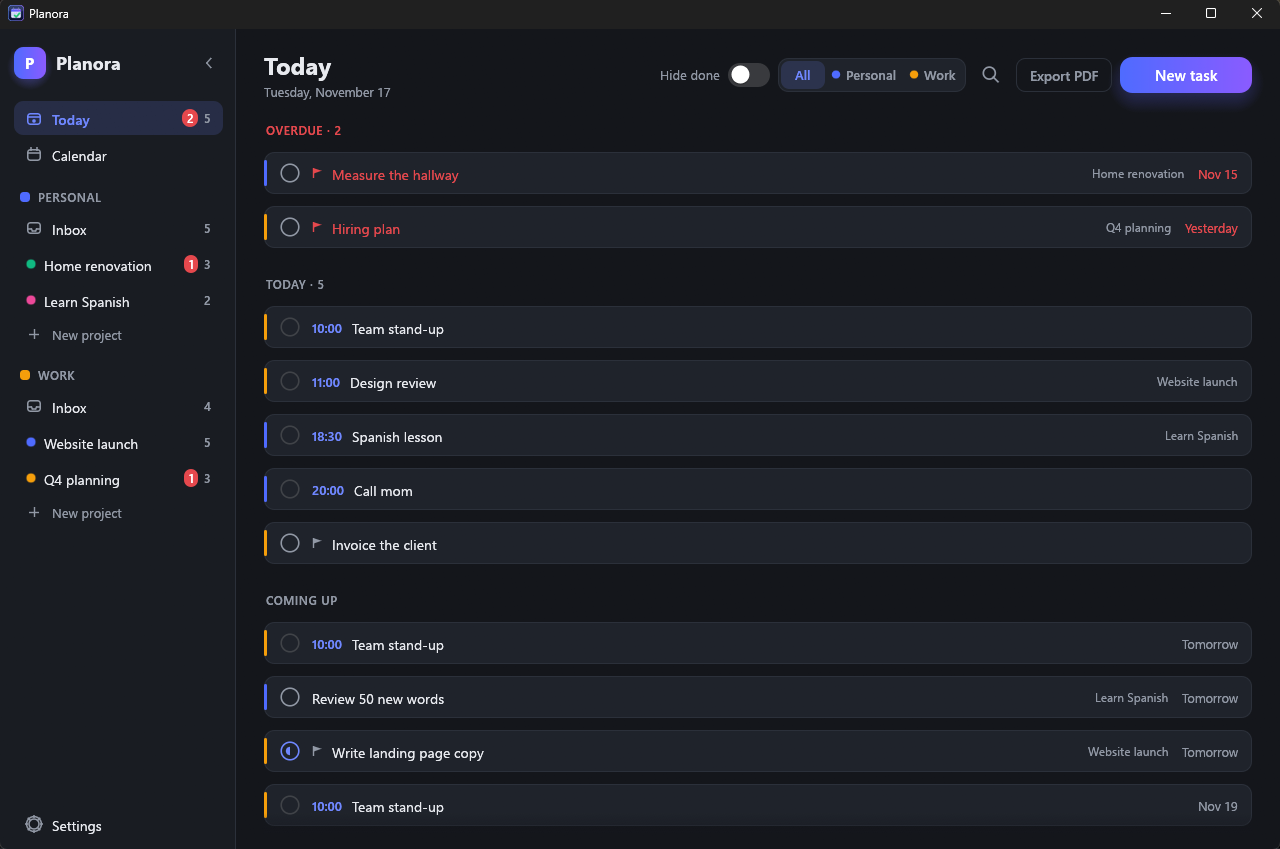 Planora
P Planora
Today 2 5
Calendar
PERSONAL
Inbox 5
Home renovation 1 3
Learn Spanish 2
New project
WORK
Inbox 4
Website launch 5
Q4 planning 1 3
New project
Settings
Today
Tuesday, November 17
Hide done All Personal Work Export PDF New task
OVERDUE · 2
Measure the hallway Home renovation Nov 15
Hiring plan Q4 planning Yesterday
TODAY · 5
10:00 Team stand-up
11:00 Design review Website launch
18:30 Spanish lesson Learn Spanish
20:00 Call mom
Invoice the client
COMING UP
10:00 Team stand-up Tomorrow
Review 50 new words Learn Spanish Tomorrow
Write landing page copy Website launch Tomorrow
10:00 Team stand-up Nov 19